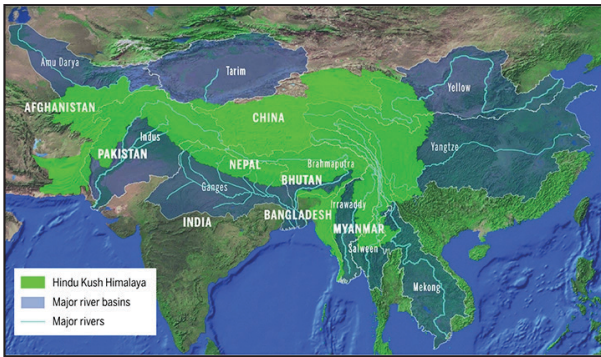 Amu Darya
Tarim
Yellow
AFGHANISTAN
CHINA
Indus
Yangtze
PAKISTAN
NEPAL
Brahmaputra
BHUTAN
Ganges
Irrawaddy
INDIA
BANGLADESH
MYANMAR
Salween
Mekong
Hindu Kush Himalaya
Major river basins
Major rivers